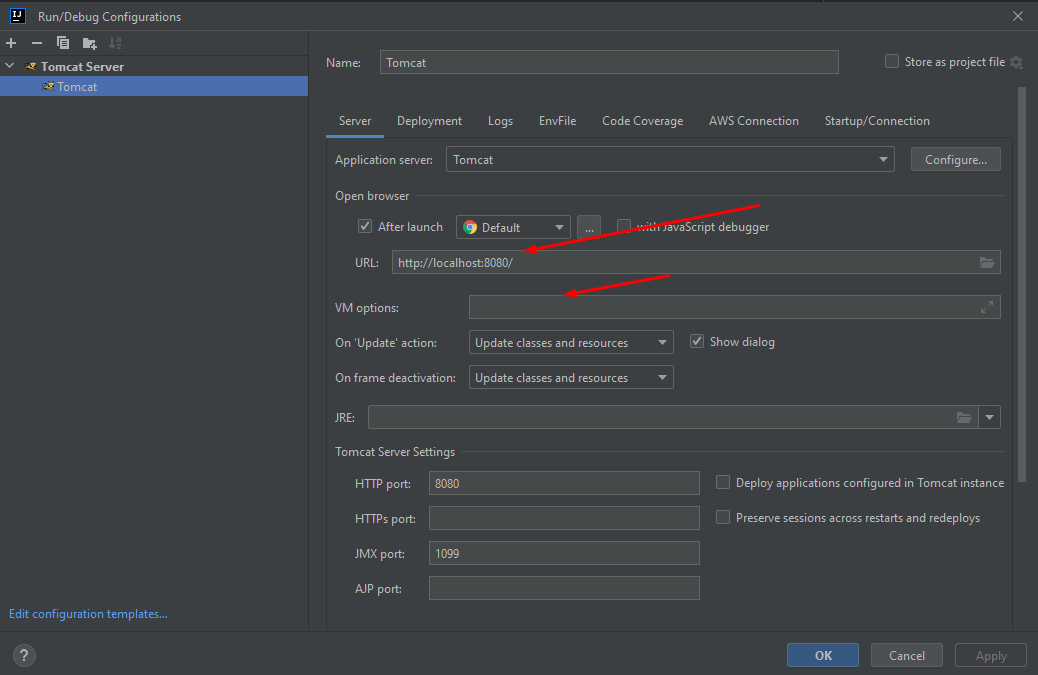 IJ Run/Debug Configurations
Tomcat Server
Tomcat
Name: Tomcat Store as project file
Server Deployment Logs EnvFile Code Coverage AWS Connection Startup/Connection
Application server: Tomcat Configure...
Open browser
After launch Default ... with JavaScript debugger
URL: http://localhost:8080/
VM options:
On 'Update' action: Update classes and resources Show dialog
On frame deactivation: Update classes and resources
JRE:
Tomcat Server Settings
HTTP port: 8080 Deploy applications configured in Tomcat instance
HTTPs port: Preserve sessions across restarts and redeploys
JMX port: 1099
AJP port:
Edit configuration templates...
? OK Cancel Apply